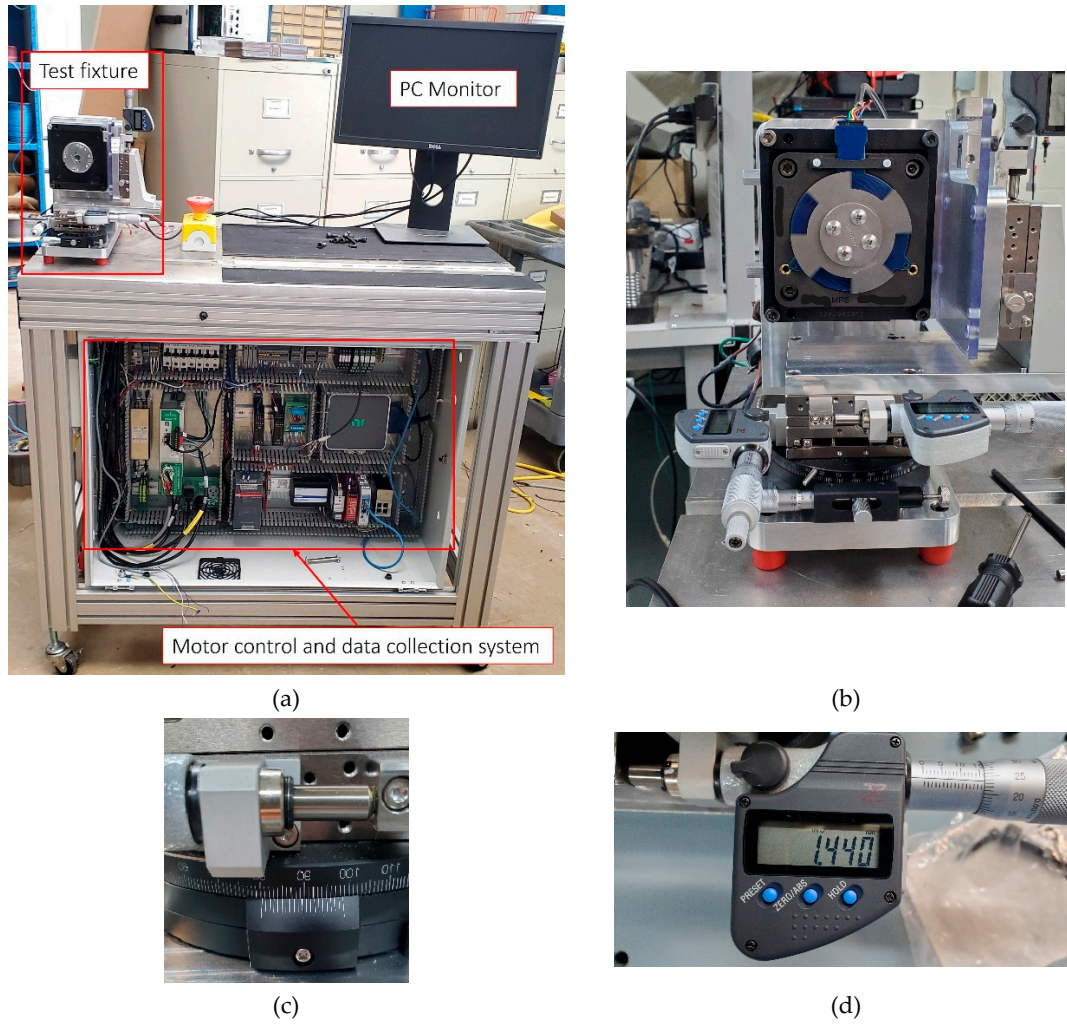 Test fixture
PC Monitor
DELL
Motor control and data collection system
(a)
MPS
(b)
90 100 110
(c)
25
20
1.440
PRESET
ZERO/ABS
HOLD
(d)